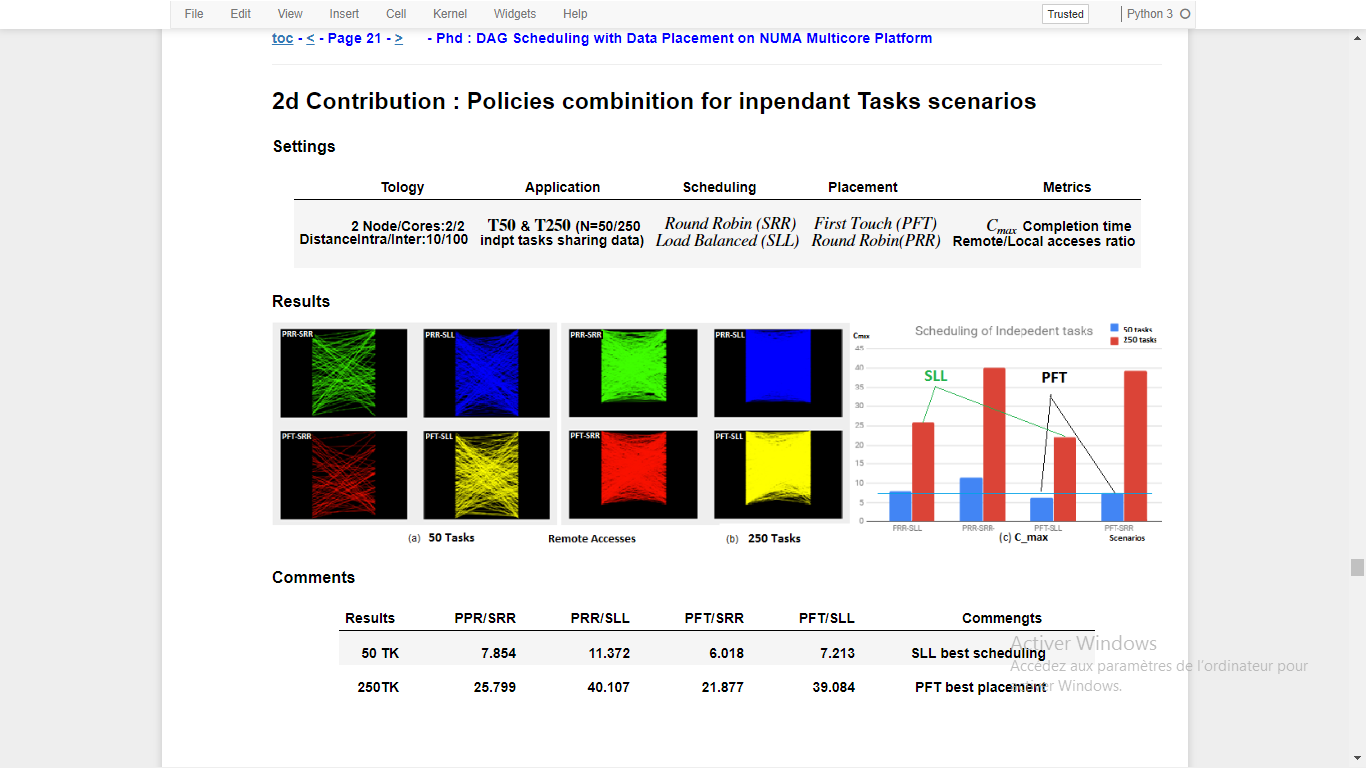 File Edit View Insert Cell Kernel Widgets Help Trusted Python 3
toc - < - Page 21 - > - Phd : DAG Scheduling with Data Placement on NUMA Multicore Platform
2d Contribution : Policies combinition for inpendant Tasks scenarios
Settings
Tology Application Scheduling Placement Metrics
2 Node/Cores:2/2 T50 & T250 (N=50/250 Round Robin (SRR) First Touch (PFT) Cmax Completion time
DistanceIntra/Inter:10/100 indpt tasks sharing data) Load Balanced (SLL) Round Robin(PRR) Remote/Local acceses ratio
Results
PRR-SRR PRR-SLL PRR-SRR PRR-SLL
PFT-SRR PFT-SLL PFT-SRR PFT-SLL
(a) 50 Tasks Remote Accesses (b) 250 Tasks
Cmax Scheduling of Indepedent tasks 50 tasks
250 tasks
45
40
35
30
25
20
15
10
5
0
SLL PFT
PRR-SLL PRR-SRR- PFT-SLL PFT-SRR
(c) C_max Scenarios
Comments
Results PPR/SRR PRR/SLL PFT/SRR PFT/SLL Commengts
50 TK 7.854 11.372 6.018 7.213 SLL best scheduling
250TK 25.799 40.107 21.877 39.084 PFT best placement
Activer Windows
Accédez aux paramètres de l'ordinateur pour
activer Windows.